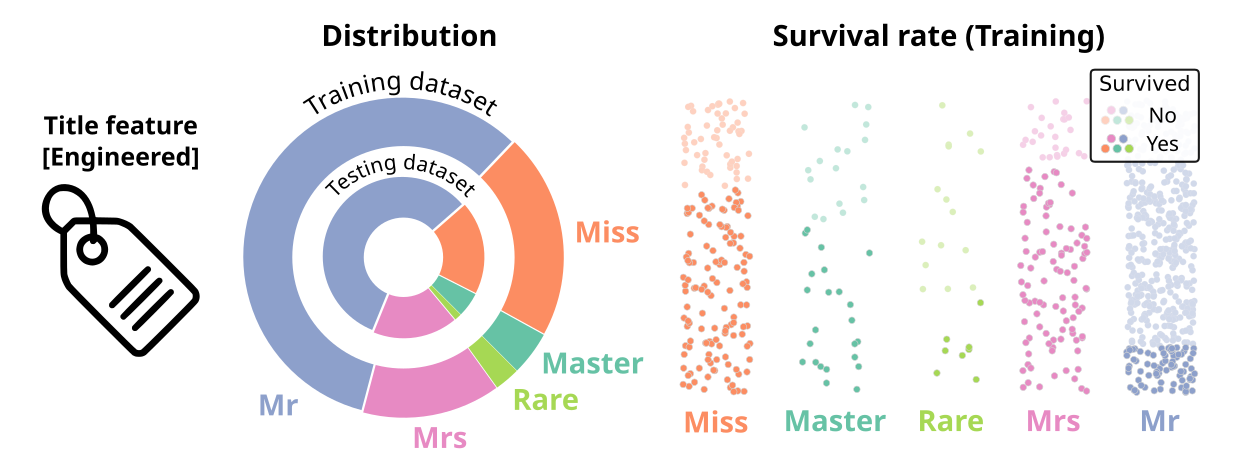 Distribution
Survival rate (Training)
Title feature
[Engineered]
Training dataset
Testing dataset
Miss
Master
Rare
Mrs
Mr
Survived
No
Yes
Miss
Master
Rare
Mrs
Mr